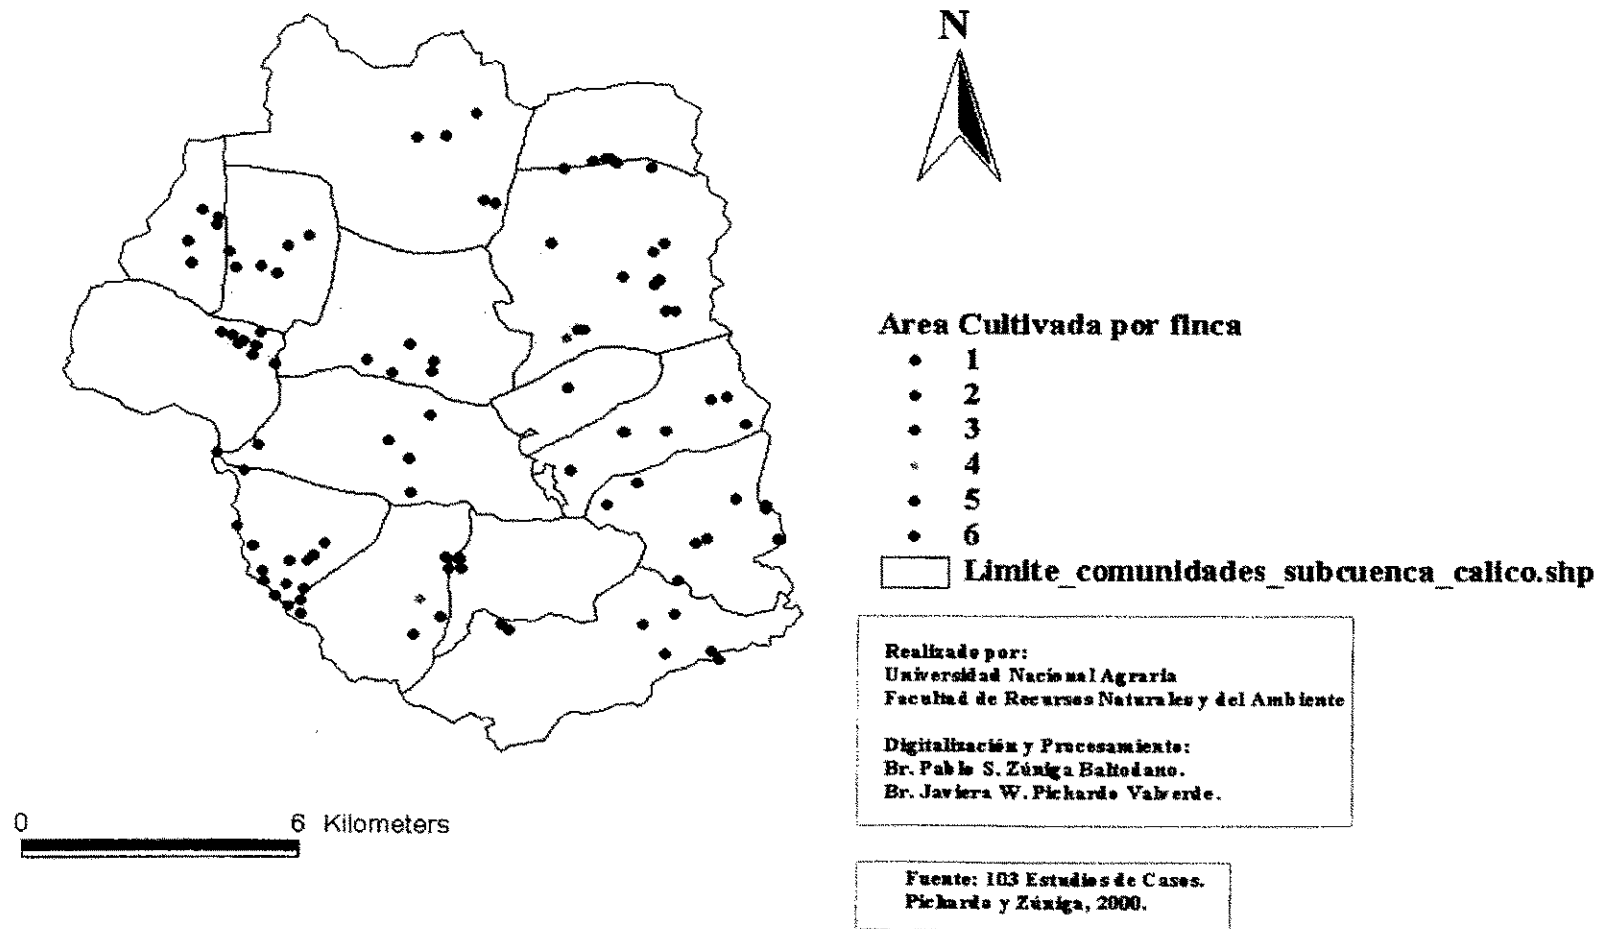 N
Area Cultivada por finca
1
2
3
4
5
6
Limite_comunidades_subcuenca_calico.shp
Realizado por:
Universidad Nacional Agraria
Facultad de Recursos Naturales y del Ambiente
Digitalización y Procesamiento:
Br. Pablo S. Zúniga Baltodano.
Br. Javiera W. Pichardo Valverde.
0 6 Kilometers
Fuente: 103 Estudios de Casos.
Pichardo y Zúniga, 2000.